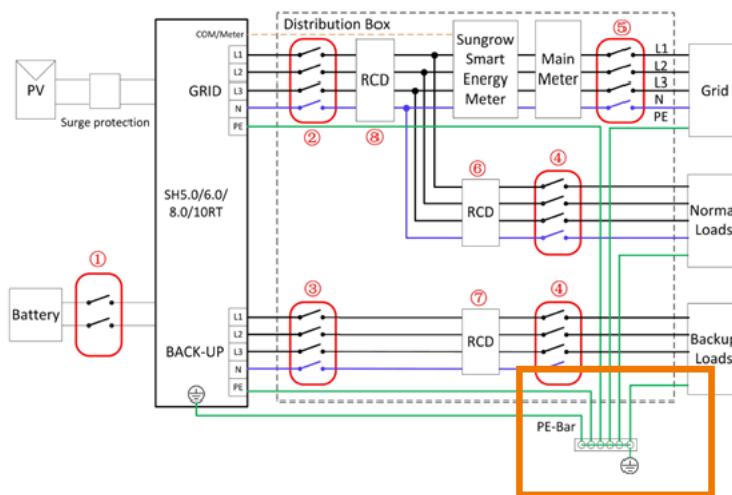 Distribution Box
COM/Meter
⑤
L1
L2
L3
N
PE
GRID
②
RCD
⑧
Sungrow
Smart
Energy
Meter
Main
Meter
L1
L2
L3
N
PE
Grid
PV
Surge protection
SH5.0/6.0/
8.0/10RT
⑥
RCD
④
Norma
Loads
①
Battery
③
L1
L2
L3
N
PE
BACK-UP
⑦
RCD
④
Backup
Loads
PE-Bar